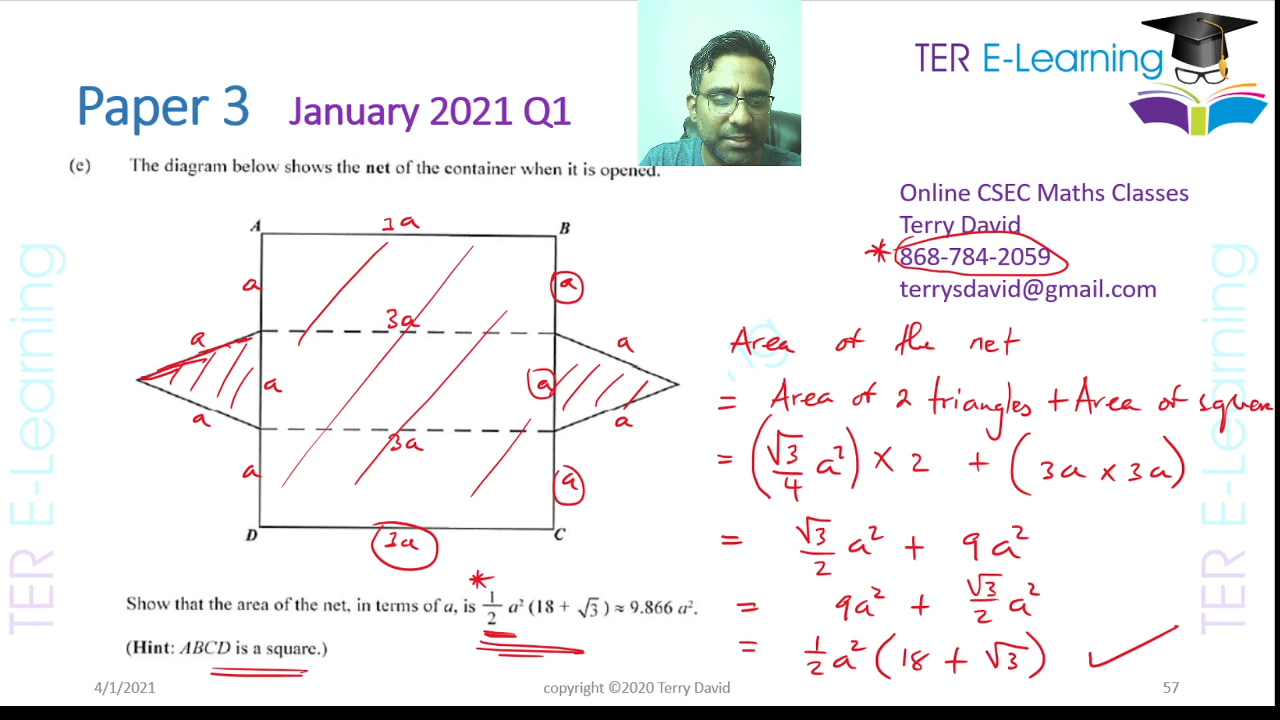 TER E-Learning
Paper 3 January 2021 Q1
(e) The diagram below shows the net of the container when it is opened.
Online CSEC Maths Classes
Terry David
* 868-784-2059
terrysdavid@gmail.com
A 3a B
a a
3a
a a
a a
a a
3a
a a
D 3a C
Area of the net
= Area of 2 triangles + Area of square
= (√3/4 a²) × 2 + (3a × 3a)
= √3/2 a² + 9a²
= 9a² + √3/2 a²
= 1/2 a² (18 + √3)
*
Show that the area of the net, in terms of a, is 1/2 a² (18 + √3) ≈ 9.866 a².
(Hint: ABCD is a square.)
TER E-Learning
TER E-Learning
4/1/2021 copyright ©2020 Terry David 57